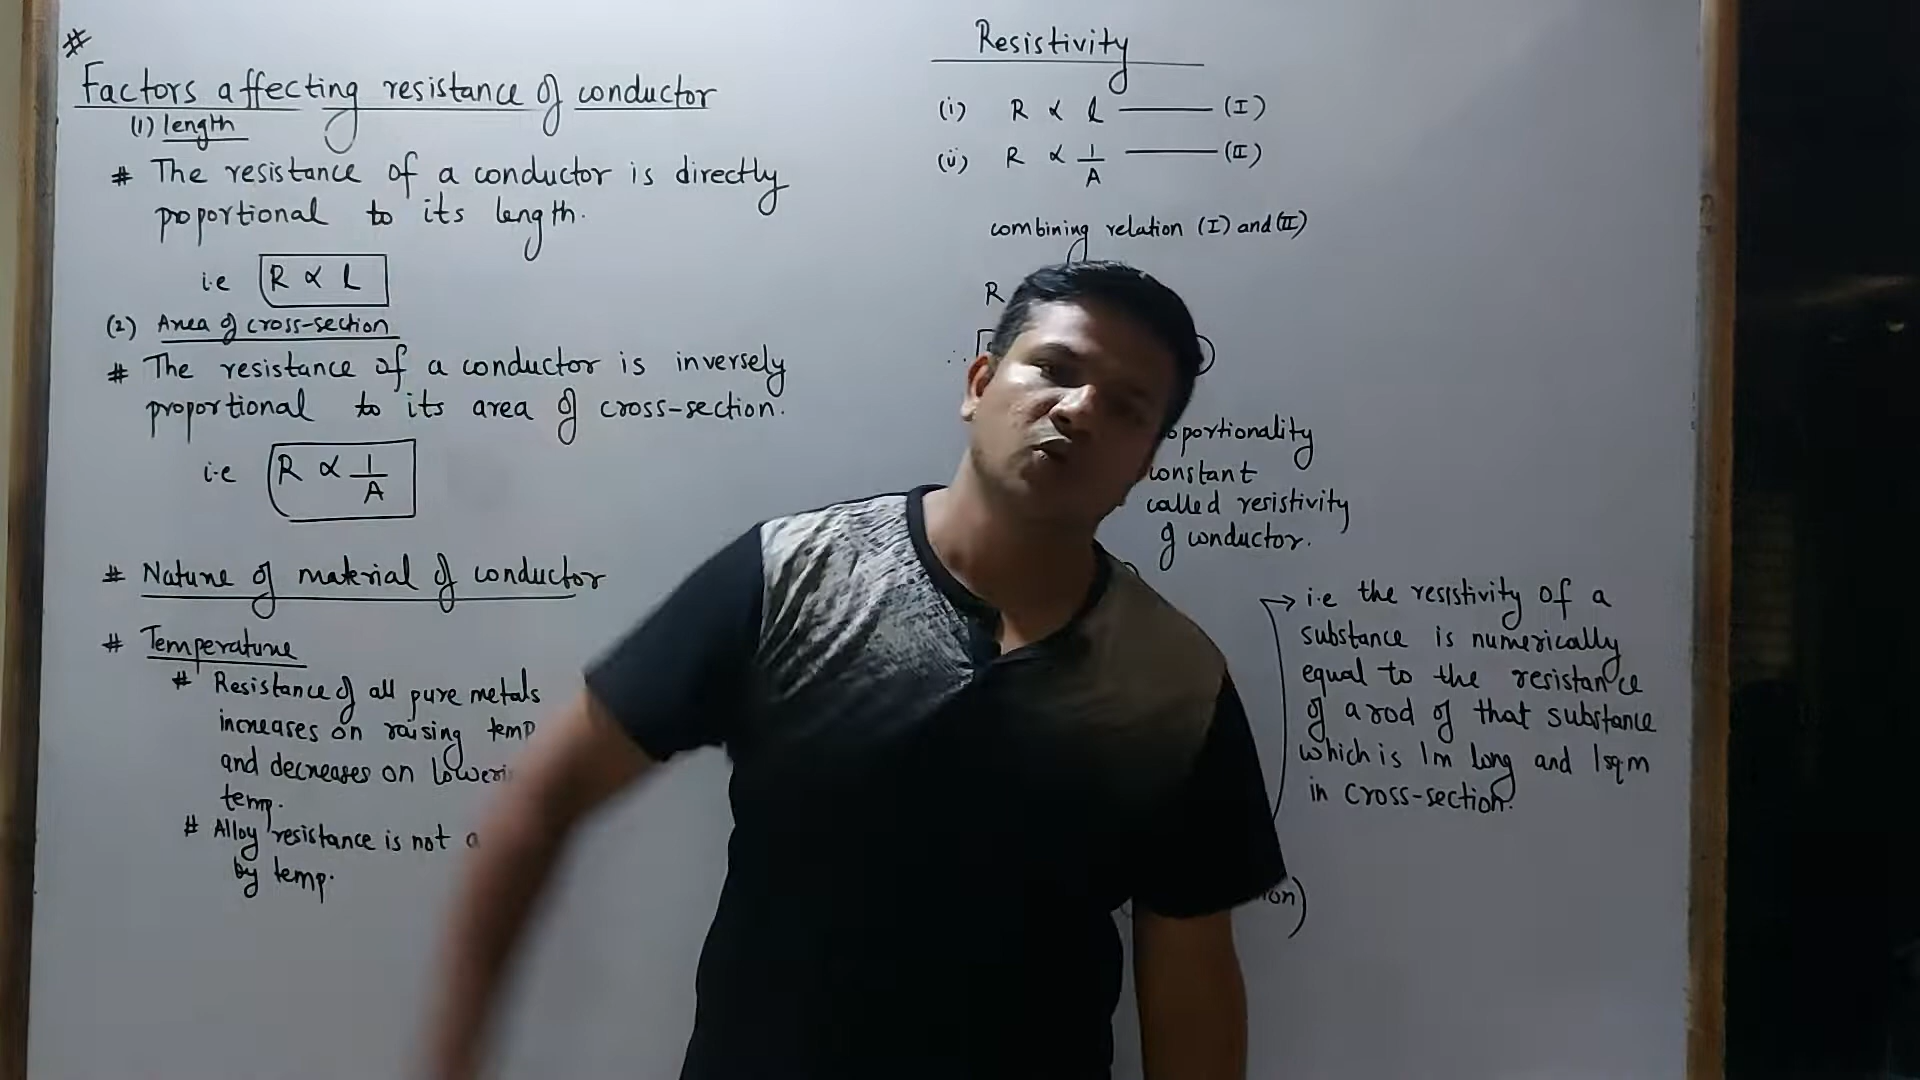 #
Factors affecting resistance of conductor
(1) length
# The resistance of a conductor is directly
proportional to its length.
i.e R ∝ L
(2) Area of cross-section
# The resistance of a conductor is inversely
proportional to its area of cross-section.
i.e R ∝ 1/A
# Nature of material of conductor
# Temperature
# Resistance of all pure metals
increases on raising temp
and decreases on
temp.
# Alloy resistance is not
by temp.
Resistivity
(i) R ∝ l —— (I)
(ii) R ∝ 1/A —— (II)
combining relation (I) and (II)
R
∴
constant
called resistivity
of conductor.
→ i.e the resistivity of a
substance is numerically
equal to the resistance
of a rod of that substance
which is 1m long and 1sqm
in cross-section.